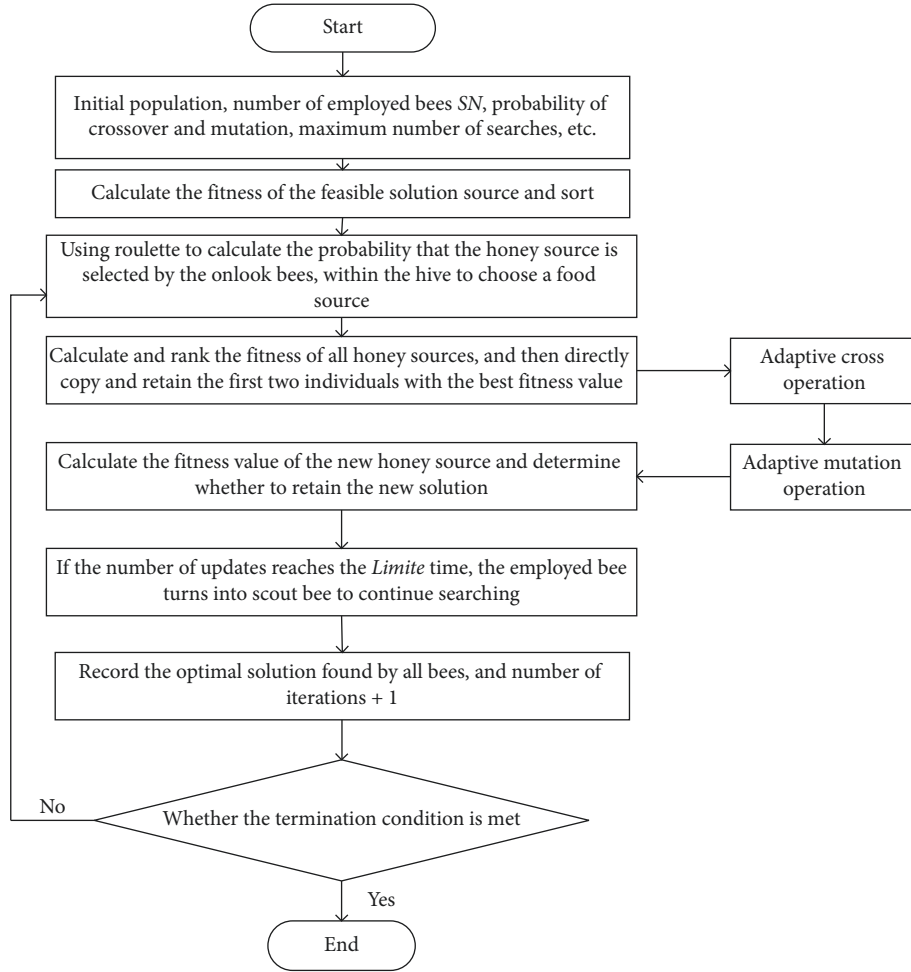 Start
Initial population, number of employed bees SN, probability of
crossover and mutation, maximum number of searches, etc.
Calculate the fitness of the feasible solution source and sort
Using roulette to calculate the probability that the honey source is
selected by the onlook bees, within the hive to choose a food
source
Calculate and rank the fitness of all honey sources, and then directly
copy and retain the first two individuals with the best fitness value
Adaptive cross
operation
Adaptive mutation
operation
Calculate the fitness value of the new honey source and determine
whether to retain the new solution
If the number of updates reaches the Limite time, the employed bee
turns into scout bee to continue searching
Record the optimal solution found by all bees, and number of
iterations + 1
No
Whether the termination condition is met
Yes
End